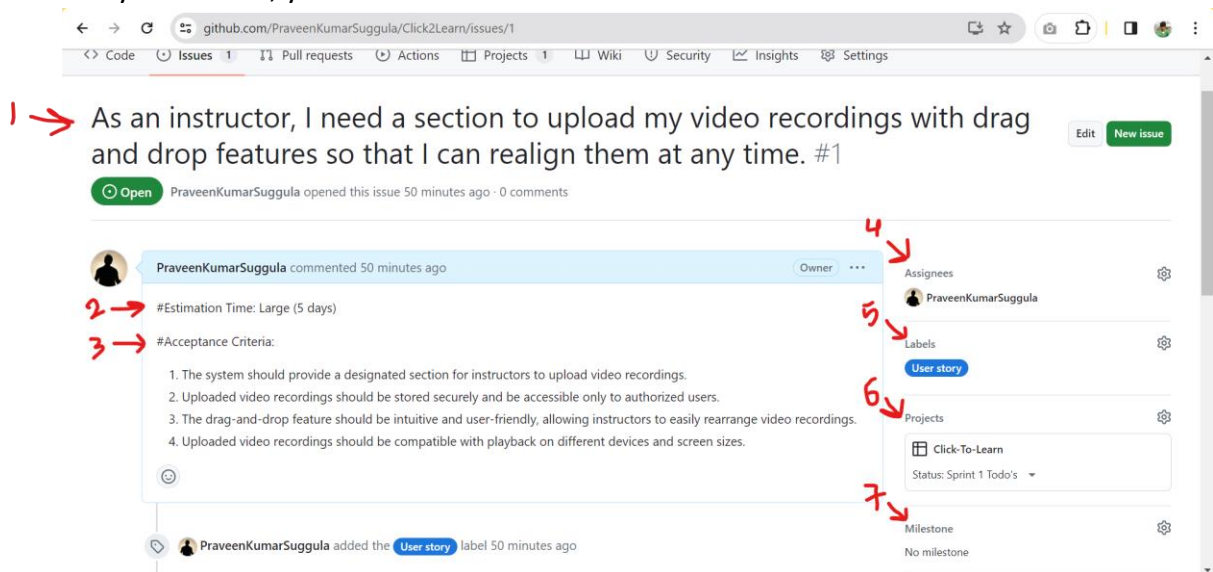 github.com/PraveenKumarSuggula/Click2Learn/issues/1
Code Issues 1 Pull requests Actions Projects 1 Wiki Security Insights Settings
1
As an instructor, I need a section to upload my video recordings with drag
and drop features so that I can realign them at any time. #1
Edit New issue
Open PraveenKumarSuggula opened this issue 50 minutes ago · 0 comments
PraveenKumarSuggula commented 50 minutes ago Owner ...
2
#Estimation Time: Large (5 days)
3
#Acceptance Criteria:
1. The system should provide a designated section for instructors to upload video recordings.
2. Uploaded video recordings should be stored securely and be accessible only to authorized users.
3. The drag-and-drop feature should be intuitive and user-friendly, allowing instructors to easily rearrange video recordings.
4. Uploaded video recordings should be compatible with playback on different devices and screen sizes.
PraveenKumarSuggula added the User story label 50 minutes ago
4
Assignees
PraveenKumarSuggula
5
Labels
User story
6
Projects
Click-To-Learn
Status: Sprint 1 Todo's
7
Milestone
No milestone